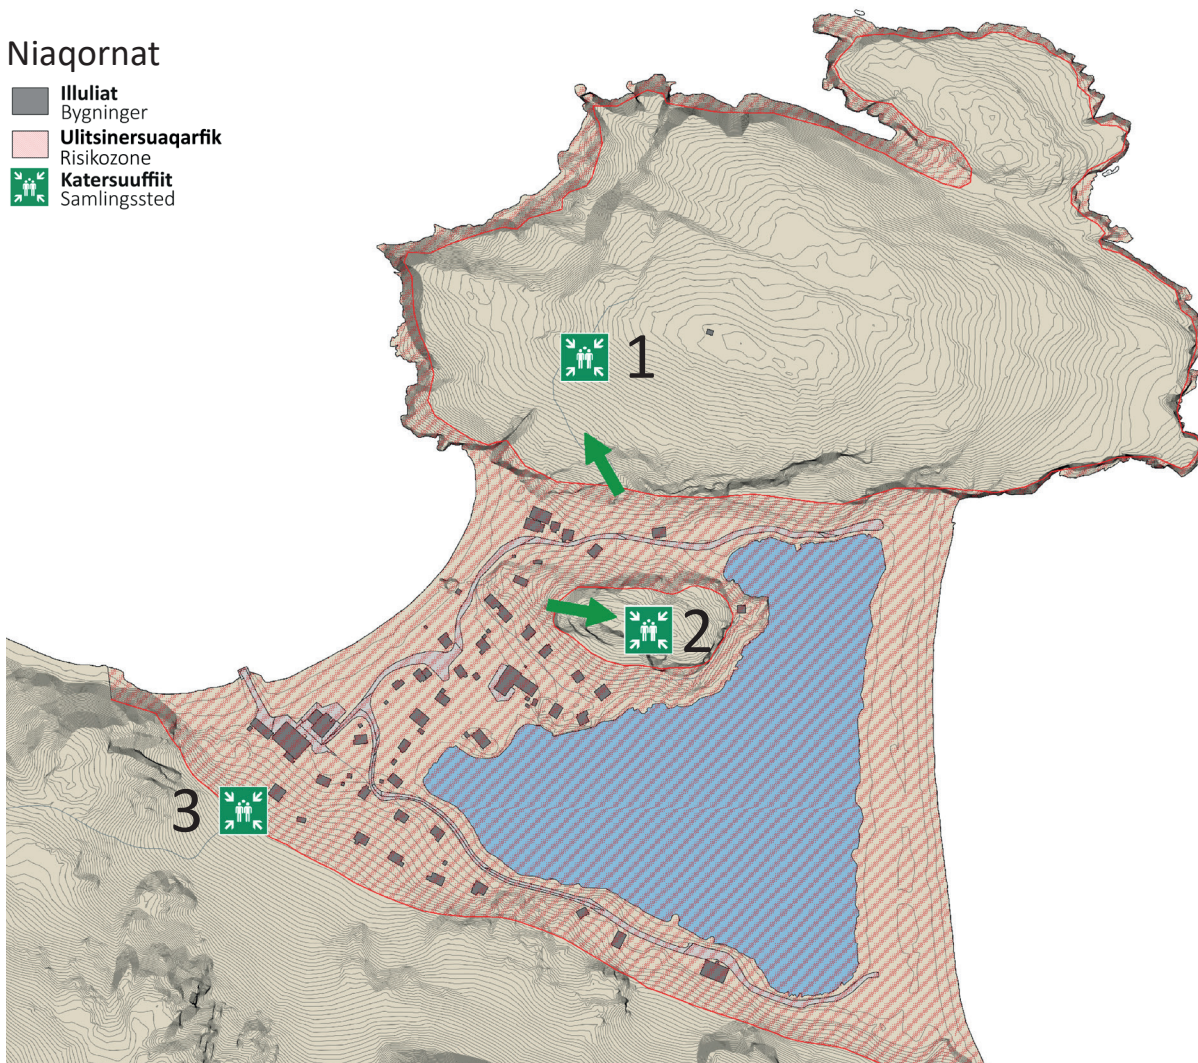 Niaqornat
Illuliat
Bygninger
Ulitsinersuaqarfik
Risikozone
Katersuuffiit
Samlingssted
1
2
3